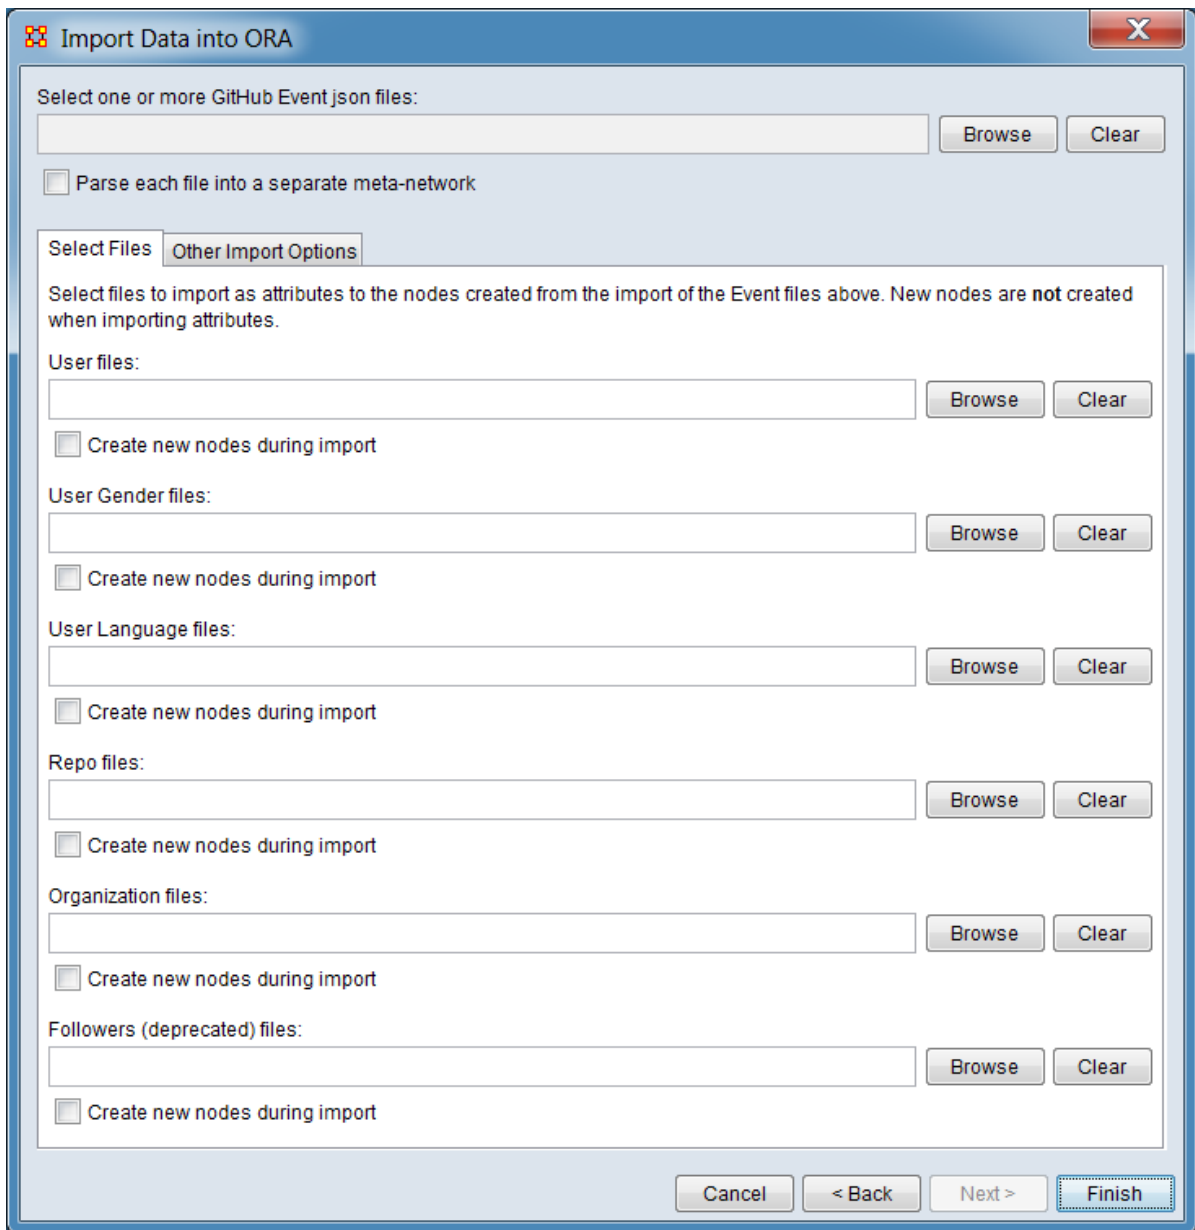 Import Data into ORA
X
Select one or more GitHub Event json files:
Browse Clear
Parse each file into a separate meta-network
Select Files Other Import Options
Select files to import as attributes to the nodes created from the import of the Event files above. New nodes are not created
when importing attributes.
User files:
Browse Clear
Create new nodes during import
User Gender files:
Browse Clear
Create new nodes during import
User Language files:
Browse Clear
Create new nodes during import
Repo files:
Browse Clear
Create new nodes during import
Organization files:
Browse Clear
Create new nodes during import
Followers (deprecated) files:
Browse Clear
Create new nodes during import
Cancel < Back Next > Finish